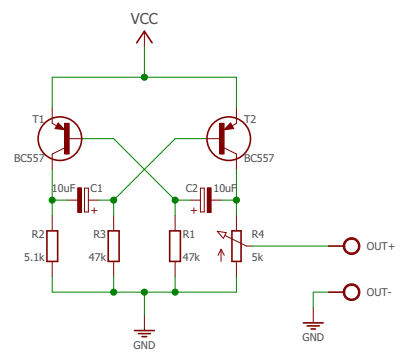 VCC
T1
T2
BC557
BC557
10uF
C1
C2
10uF
+
+
R2
R3
R1
R4
5.1k
47k
47k
5k
OUT+
OUT-
GND
GND